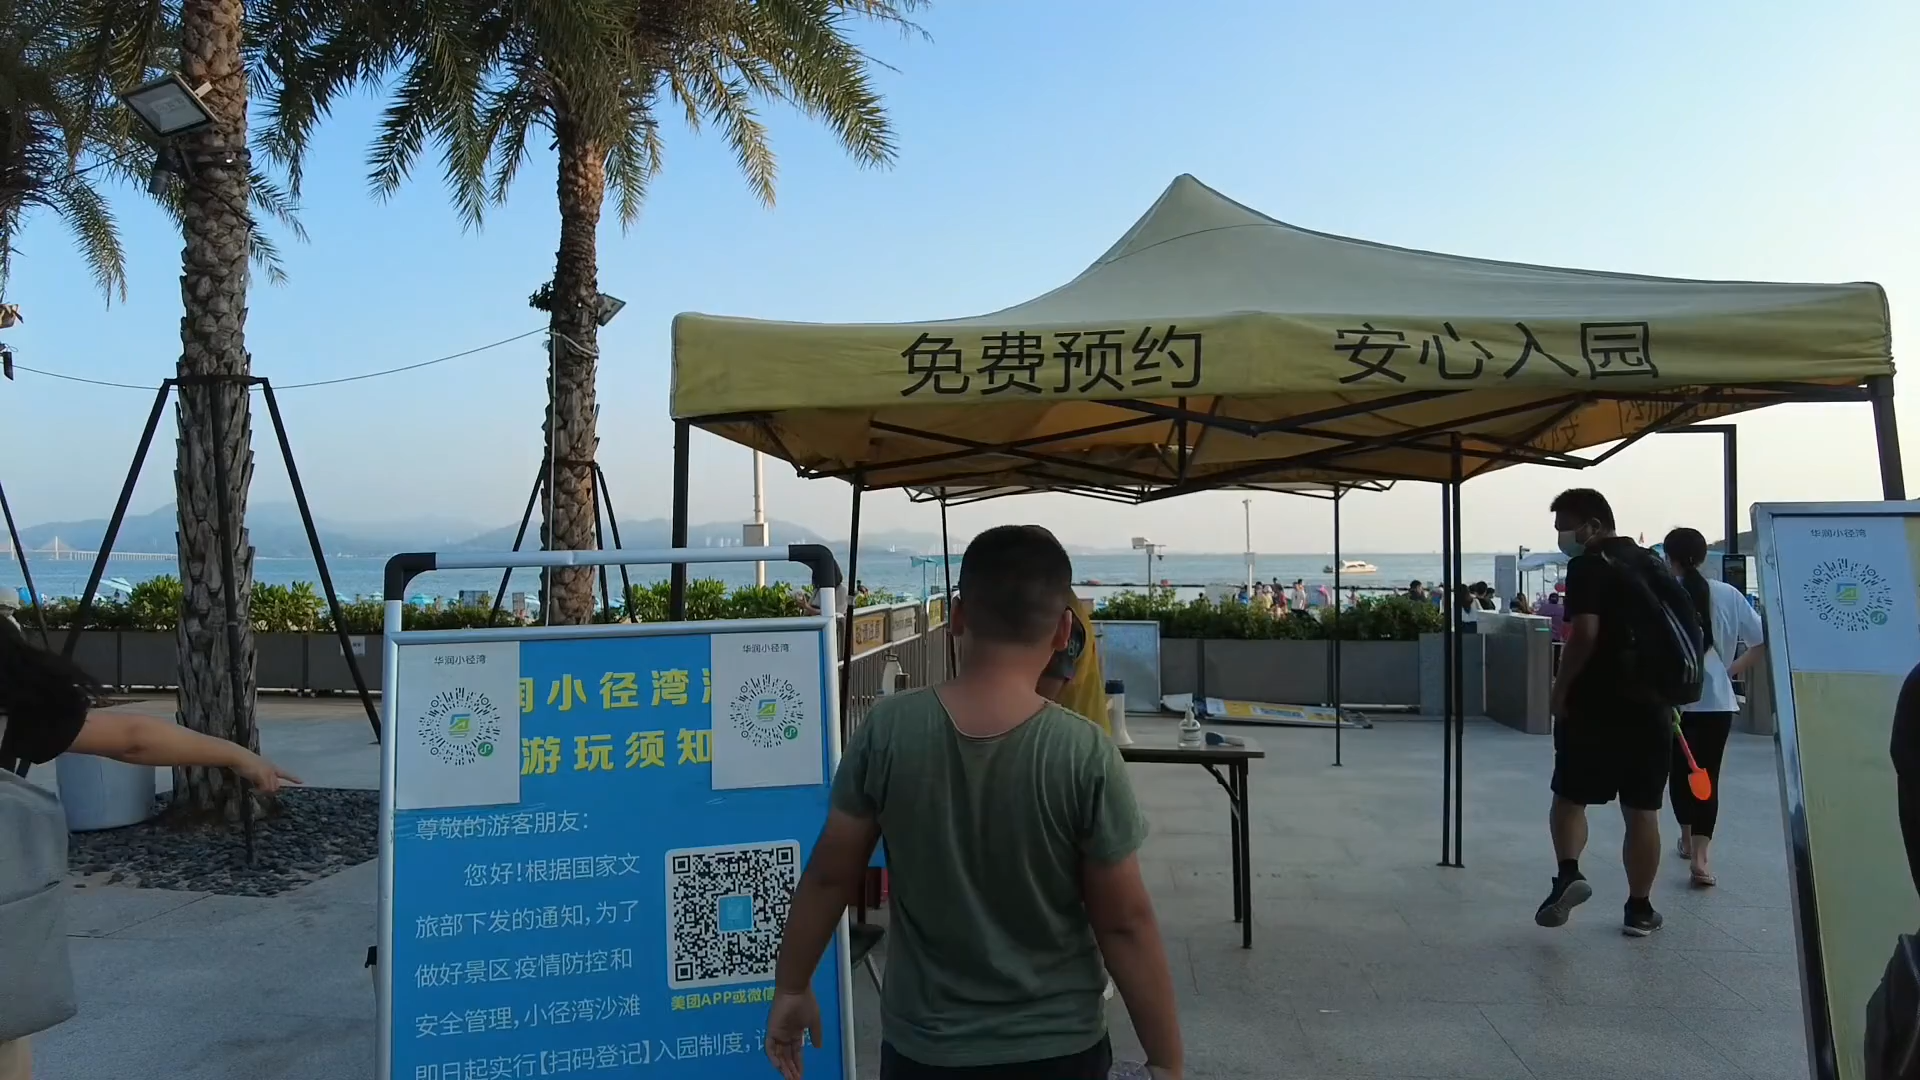 免费预约 安心入园
华润小径湾
华润小径湾
华润小径湾
润小径湾
游玩须知
尊敬的游客朋友：
您好！根据国家文
旅部下发的通知，为了
做好景区疫情防控和
安全管理，小径湾沙滩
即日起实行【扫码登记】入园制度，
美团APP或微信